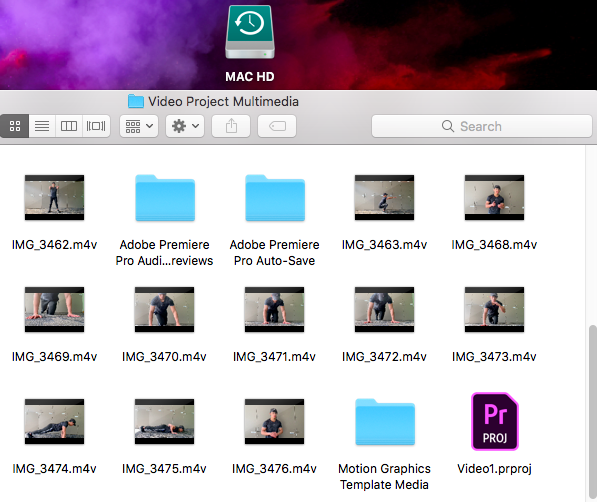 MAC HD
Video Project Multimedia
Search
IMG_3462.m4v
Adobe Premiere
Pro Audi...reviews
Adobe Premiere
Pro Auto-Save
IMG_3463.m4v
IMG_3468.m4v
IMG_3469.m4v
IMG_3470.m4v
IMG_3471.m4v
IMG_3472.m4v
IMG_3473.m4v
IMG_3474.m4v
IMG_3475.m4v
IMG_3476.m4v
Motion Graphics
Template Media
Pr
PROJ
Video1.prproj